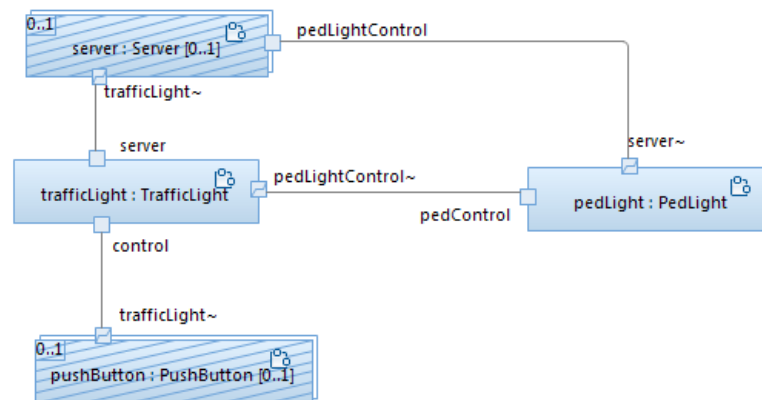 0..1
server : Server [0..1]
pedLightControl
trafficLight~
server
server~
trafficLight : TrafficLight
pedLightControl~
pedControl
pedLight : PedLight
control
trafficLight~
0..1
pushButton : PushButton [0..1]